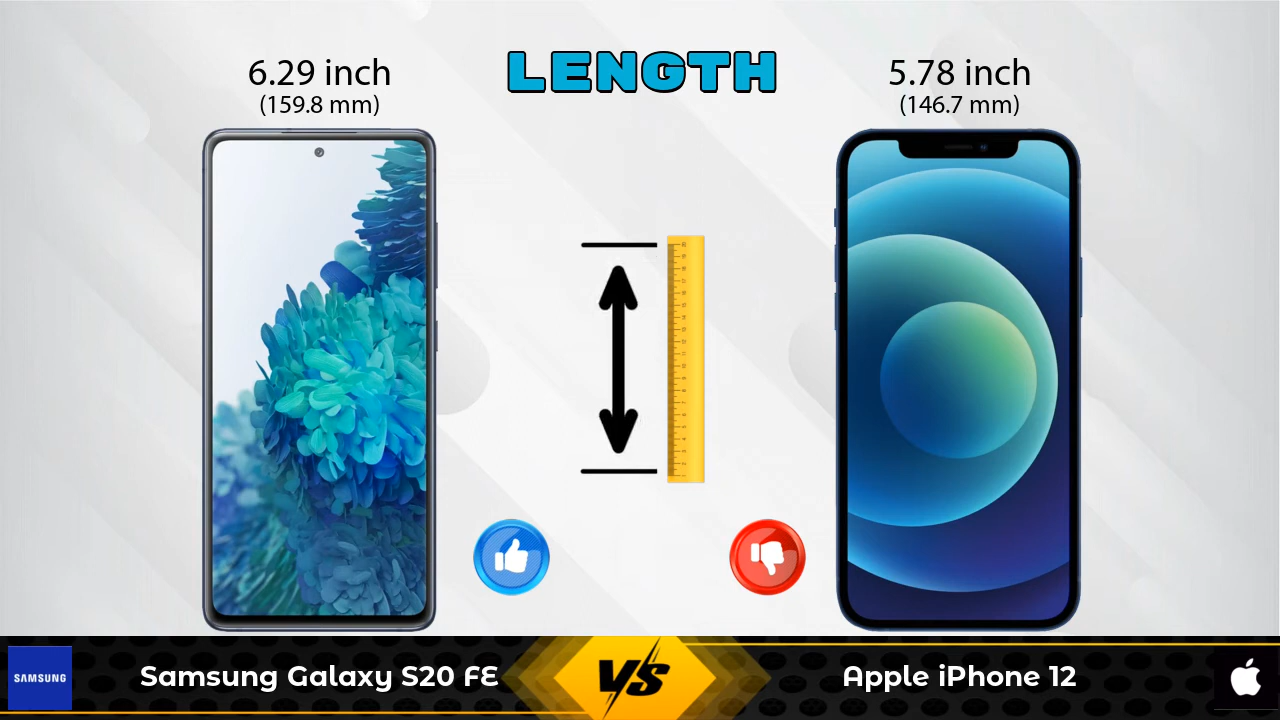 LENGTH
6.29 inch
(159.8 mm)
5.78 inch
(146.7 mm)
SAMSUNG
Samsung Galaxy S20 FE
VS
Apple iPhone 12